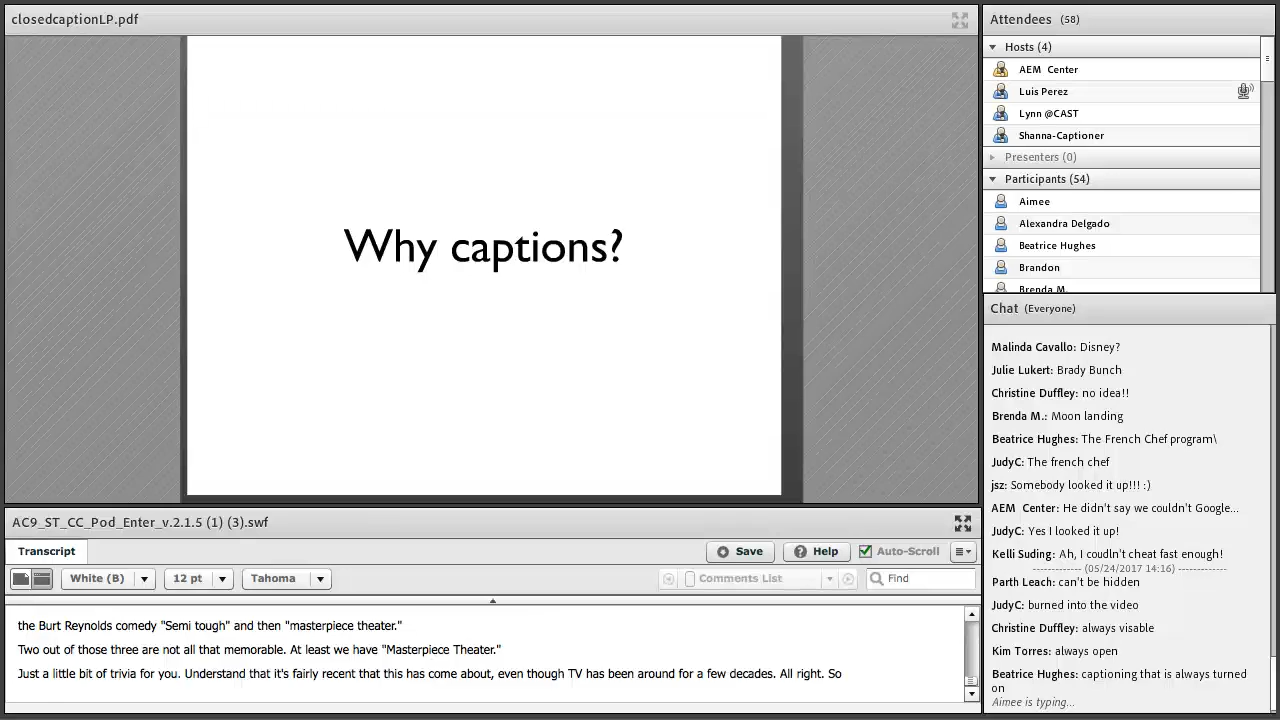 closedcaptionLP.pdf
Why captions?
AC9_ST_CC_Pod_Enter_v.2.1.5 (1) (3).swf
Transcript
Save
Help
Auto-Scroll
White (B)
12 pt
Tahoma
Comments List
Find
the Burt Reynolds comedy "Semi tough" and then "masterpiece theater."
Two out of those three are not all that memorable. At least we have "Masterpiece Theater."
Just a little bit of trivia for you. Understand that it's fairly recent that this has come about, even though TV has been around for a few decades. All right. So
Attendees (58)
Hosts (4)
AEM Center
Luis Perez
Lynn @CAST
Shanna-Captioner
Presenters (0)
Participants (54)
Aimee
Alexandra Delgado
Beatrice Hughes
Brandon
Brenda M.
Chat (Everyone)
Malinda Cavallo: Disney?
Julie Lukert: Brady Bunch
Christine Duffley: no idea!!
Brenda M.: Moon landing
Beatrice Hughes: The French Chef program\
JudyC: The french chef
jsz: Somebody looked it up!!! :)
AEM Center: He didn't say we couldn't Google...
JudyC: Yes I looked it up!
Kelli Suding: Ah, I coudln't cheat fast enough!
------------- (05/24/2017 14:16) -------------
Parth Leach: can't be hidden
JudyC: burned into the video
Christine Duffley: always visable
Kim Torres: always open
Beatrice Hughes: captioning that is always turned
on
Aimee is typing...